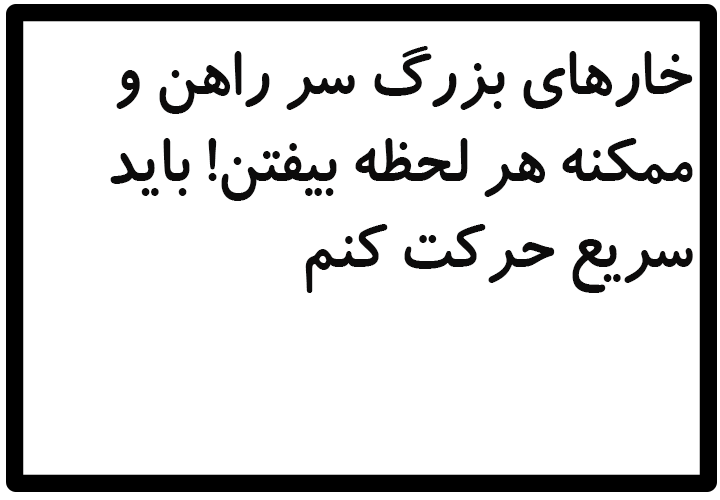 خارهای بزرگ سر راهن و
ممکنه هر لحظه بیفتن! باید
سریع حرکت کنم